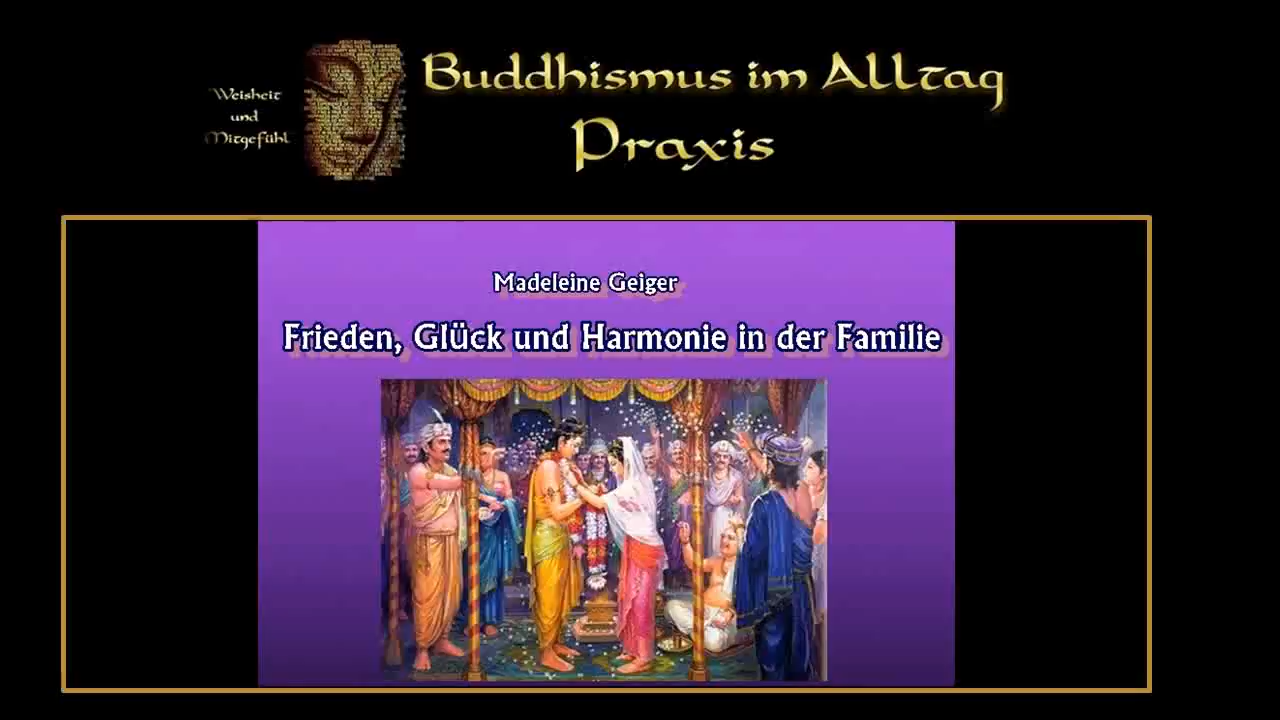 Weisheit
und
Mitgefühl
Buddhismus im Alltag
Praxis
Madeleine Geiger
Frieden, Glück und Harmonie in der Familie